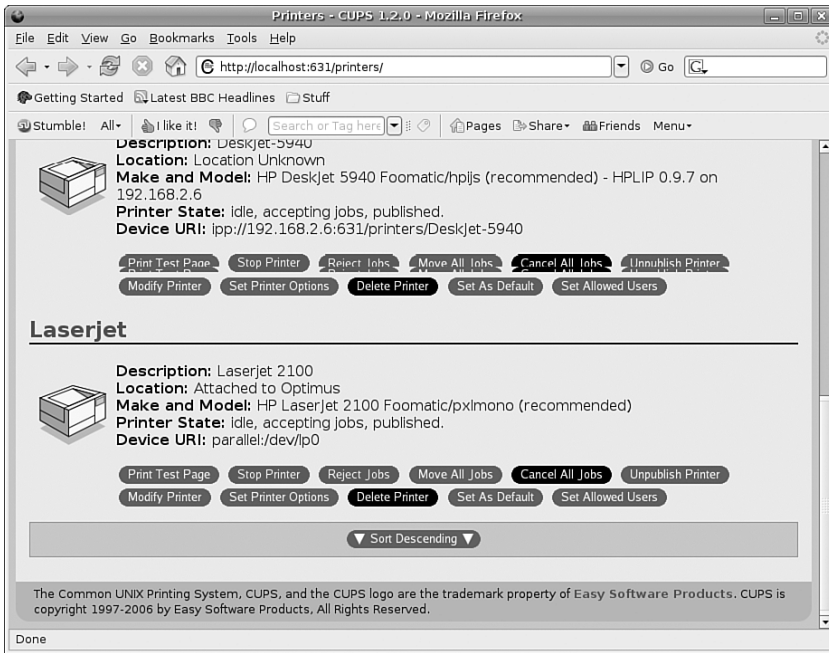 Printers - CUPS 1.2.0 - Mozilla Firefox
File Edit View Go Bookmarks Tools Help
http://localhost:631/printers/ Go G
Getting Started Latest BBC Headlines Stuff
Stumble! All I like it! Search or Tag here Pages Share Friends Menu
Description: DeskJet-5940
Location: Location Unknown
Make and Model: HP DeskJet 5940 Foomatic/hpijs (recommended) - HPLIP 0.9.7 on
192.168.2.6
Printer State: idle, accepting jobs, published.
Device URI: ipp://192.168.2.6:631/printers/DeskJet-5940
Print Test Page Stop Printer Reject Jobs Move All Jobs Cancel All Jobs Unpublish Printer
Modify Printer Set Printer Options Delete Printer Set As Default Set Allowed Users
Laserjet
Description: Laserjet 2100
Location: Attached to Optimus
Make and Model: HP LaserJet 2100 Foomatic/pxlmono (recommended)
Printer State: idle, accepting jobs, published.
Device URI: parallel:/dev/lp0
Print Test Page Stop Printer Reject Jobs Move All Jobs Cancel All Jobs Unpublish Printer
Modify Printer Set Printer Options Delete Printer Set As Default Set Allowed Users
▼ Sort Descending ▼
The Common UNIX Printing System, CUPS, and the CUPS logo are the trademark property of Easy Software Products. CUPS is
copyright 1997-2006 by Easy Software Products, All Rights Reserved.
Done